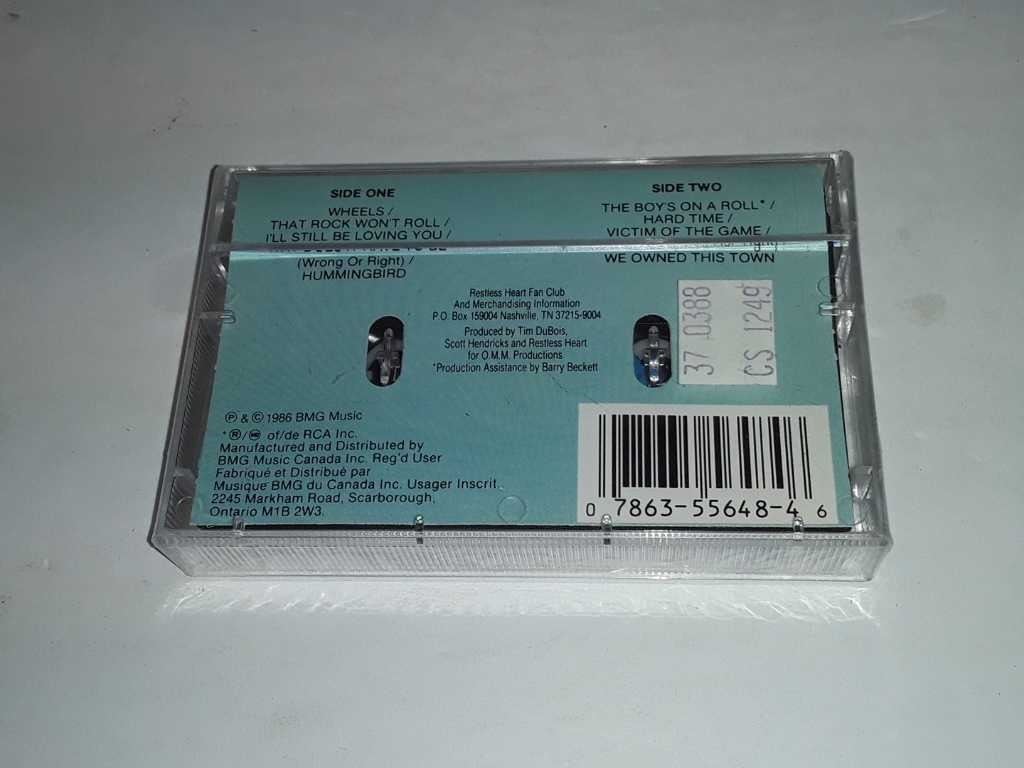 SIDE ONE
WHEELS /
THAT ROCK WON'T ROLL /
I'LL STILL BE LOVING YOU /
(Wrong Or Right) /
HUMMINGBIRD
SIDE TWO
THE BOY'S ON A ROLL* /
HARD TIME /
VICTIM OF THE GAME /
WE OWNED THIS TOWN
Restless Heart Fan Club
And Merchandising Information
P.O. Box 159004 Nashville, TN 37215-9004
Produced by Tim DuBois,
Scott Hendricks and Restless Heart
for O.M.M. Productions
*Production Assistance by Barry Beckett
37 0388
CS 1249
Ⓟ & © 1986 BMG Music
of/de RCA Inc.
Manufactured and Distributed by
BMG Music Canada Inc. Reg'd User
Fabriqué et Distribué par
Musique BMG du Canada Inc. Usager Inscrit.
2245 Markham Road, Scarborough,
Ontario M1B 2W3.
0 7863-55648-4 6